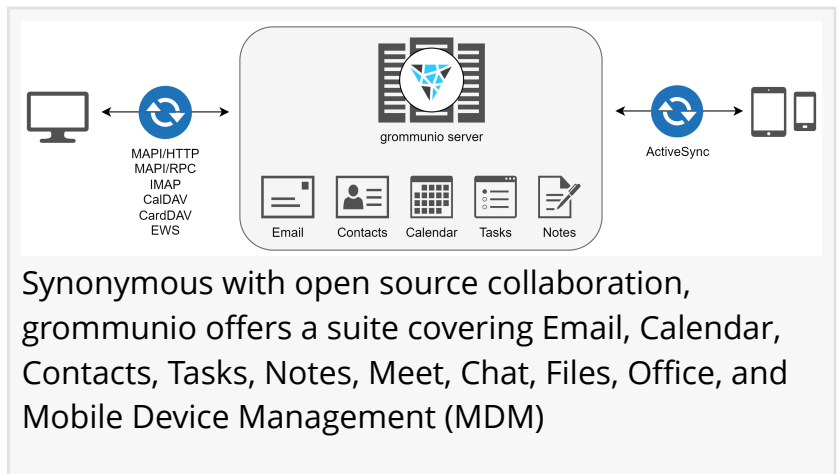 grommunio server
MAPI/HTTP
MAPI/RPC
IMAP
CalDAV
CardDAV
EWS
ActiveSync
Email
Contacts
Calendar
Tasks
Notes
Synonymous with open source collaboration,
grommunio offers a suite covering Email, Calendar,
Contacts, Tasks, Notes, Meet, Chat, Files, Office, and
Mobile Device Management (MDM)